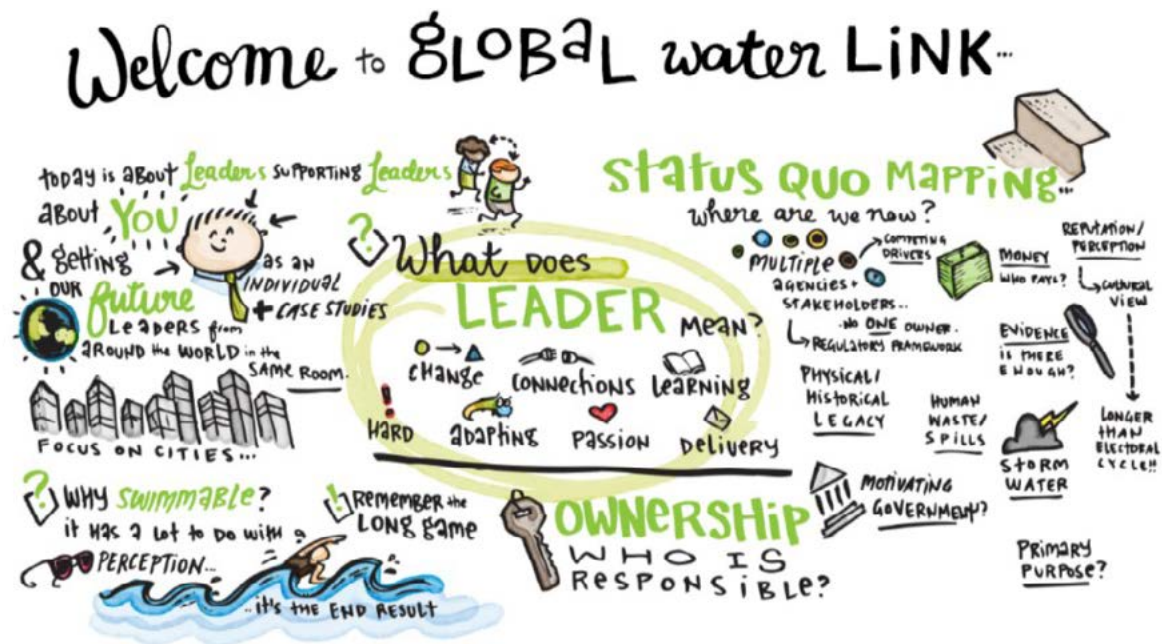 Welcome to gLOBaL water LiNK...
today is about Leaders supporting Leaders
about You
& getting
our future
as an
individual
+ case studies
Leaders from
around the world in the
same room.
Focus on cities...
? Why swimmable?
it has a lot to do with
perception...
! Remember the
long game
..it's the end result
? What does
LEADER
mean?
change
connections
learning
! Hard
adapting
passion
delivery
OWNERSHIP
WHO IS
RESPONSIBLE?
Status Quo Mapping...
where are we now?
multiple
agencies +
stakeholders...
competing
drivers
.no ONE owner.
regulatory framework
money
who pays?
Reputation/
perception
cultural
view
longer
than
electoral
cycle!!
Evidence
is there
enough?
Physical/
Historical
Legacy
Human
waste/
spills
Storm
water
Motivating
government?
Primary
purpose?